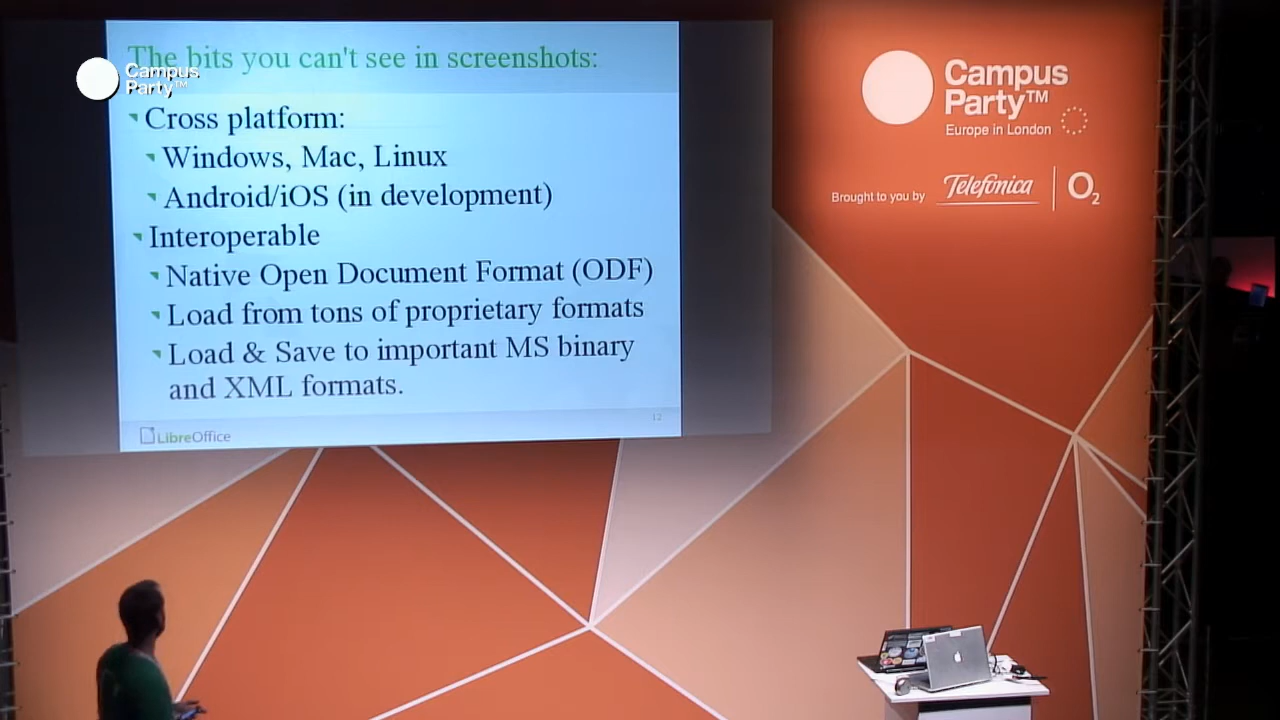 The bits you can't see in screenshots:
Campus
Party™
Cross platform:
Windows, Mac, Linux
Android/iOS (in development)
Interoperable
Native Open Document Format (ODF)
Load from tons of proprietary formats
Load & Save to important MS binary
and XML formats.
12
LibreOffice
Campus
Party™
Europe in London
Brought to you by Telefónica O2